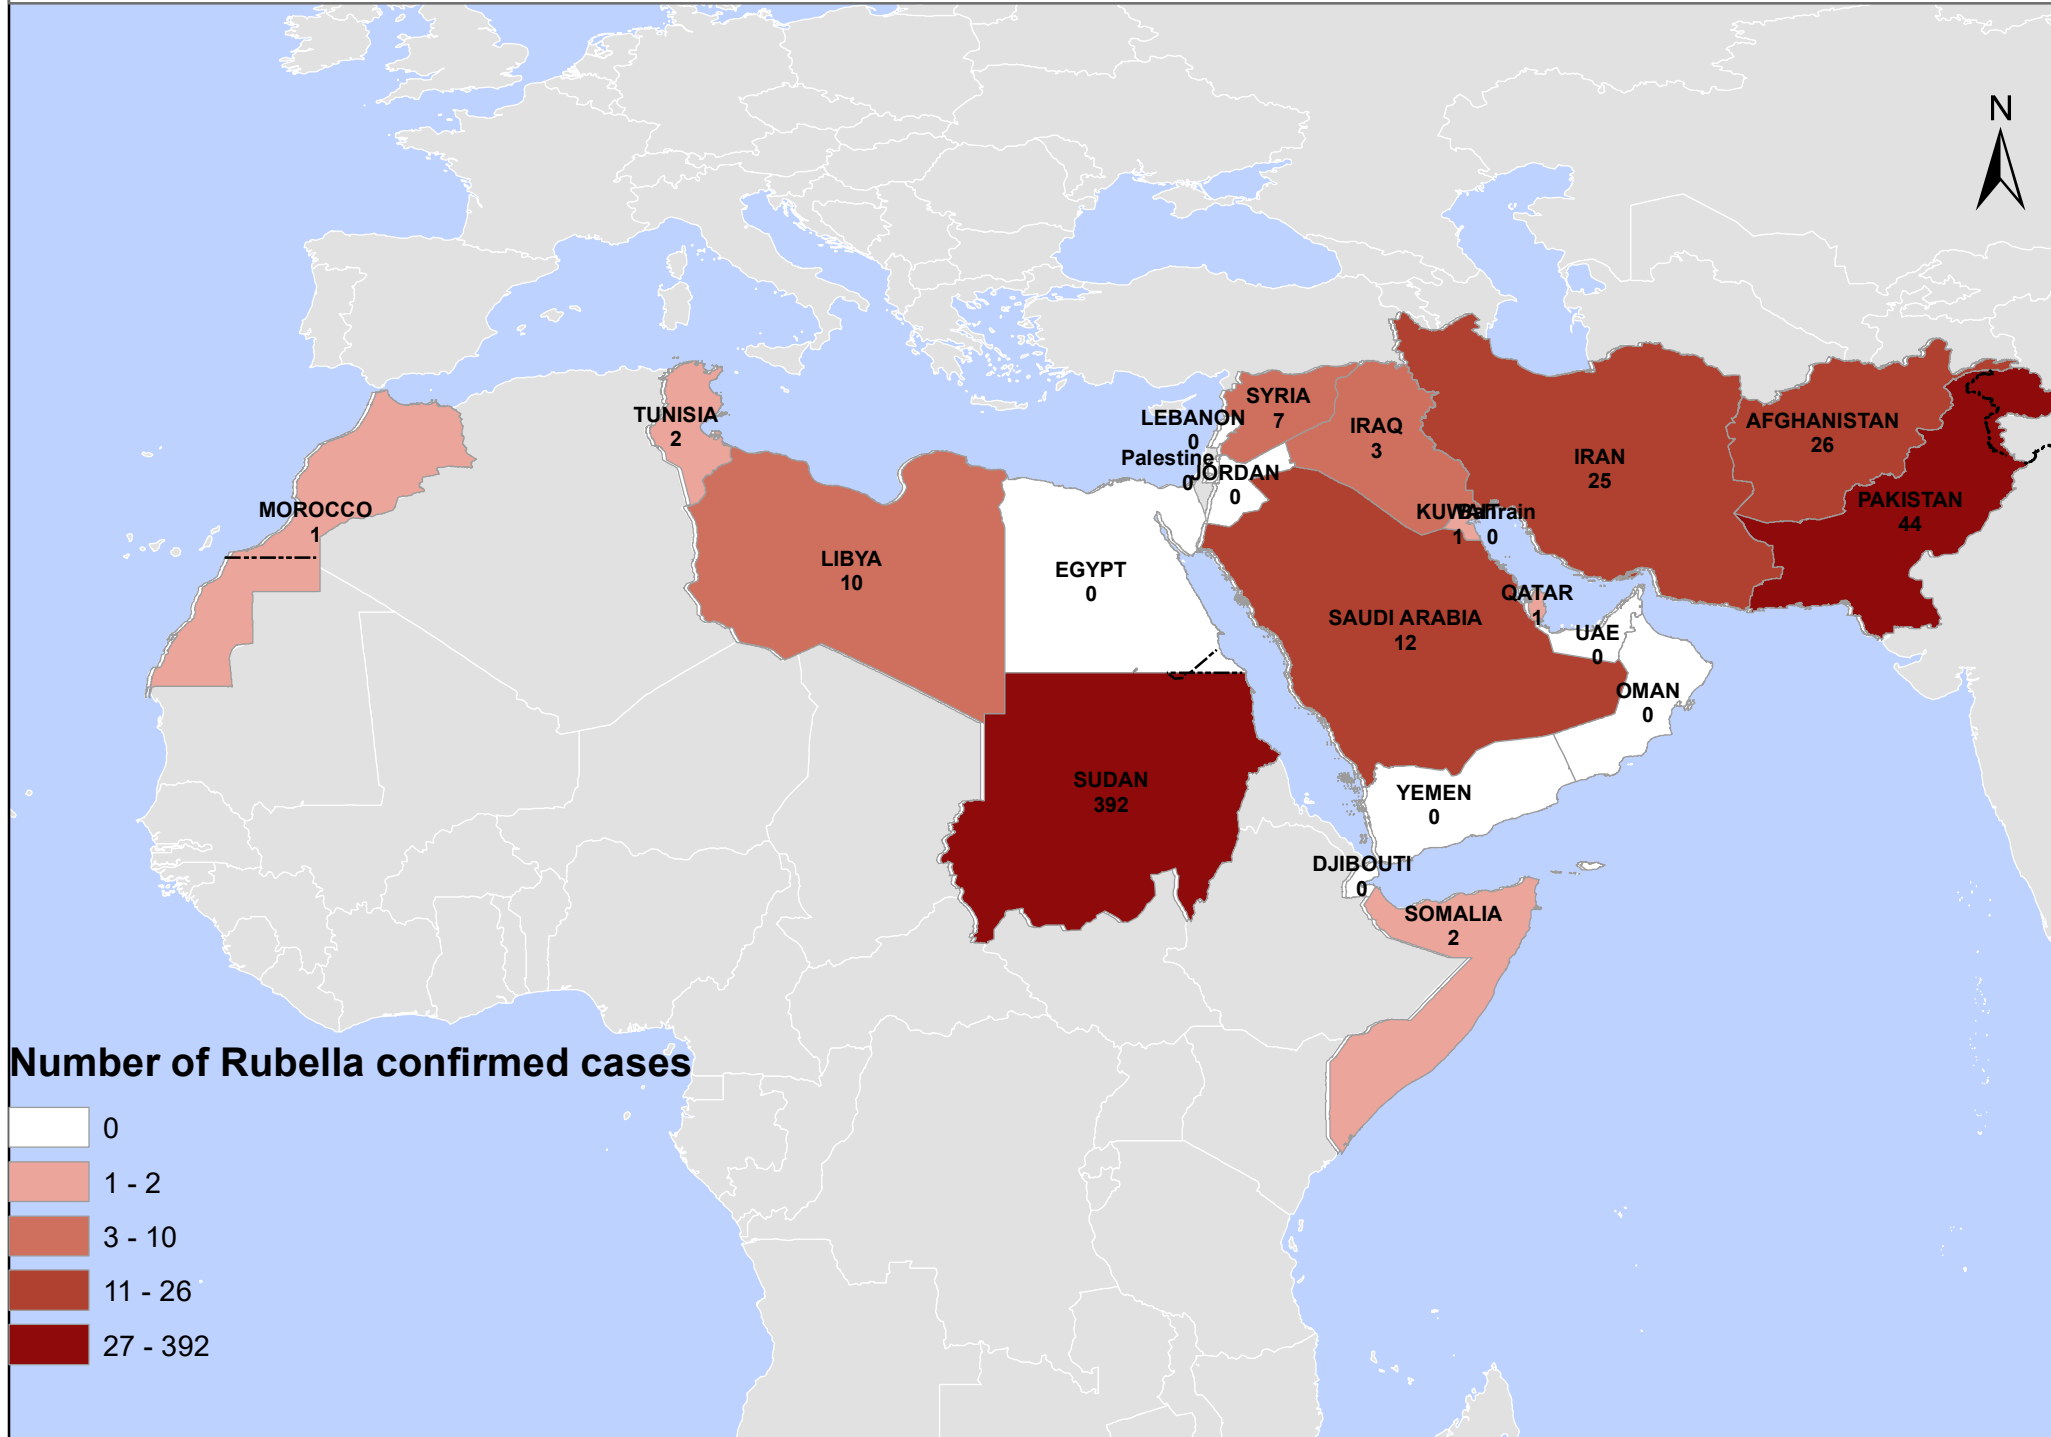 N
TUNISIA
2
LEBANON
0
SYRIA
7
IRAQ
3
Palestine
0
JORDAN
0
IRAN
25
AFGHANISTAN
26
PAKISTAN
44
MOROCCO
1
KUWAIT
1
Bahrain
0
LIBYA
10
EGYPT
0
SAUDI ARABIA
12
QATAR
1
UAE
0
OMAN
0
SUDAN
392
YEMEN
0
DJIBOUTI
0
SOMALIA
2
Number of Rubella confirmed cases
0
1 - 2
3 - 10
11 - 26
27 - 392